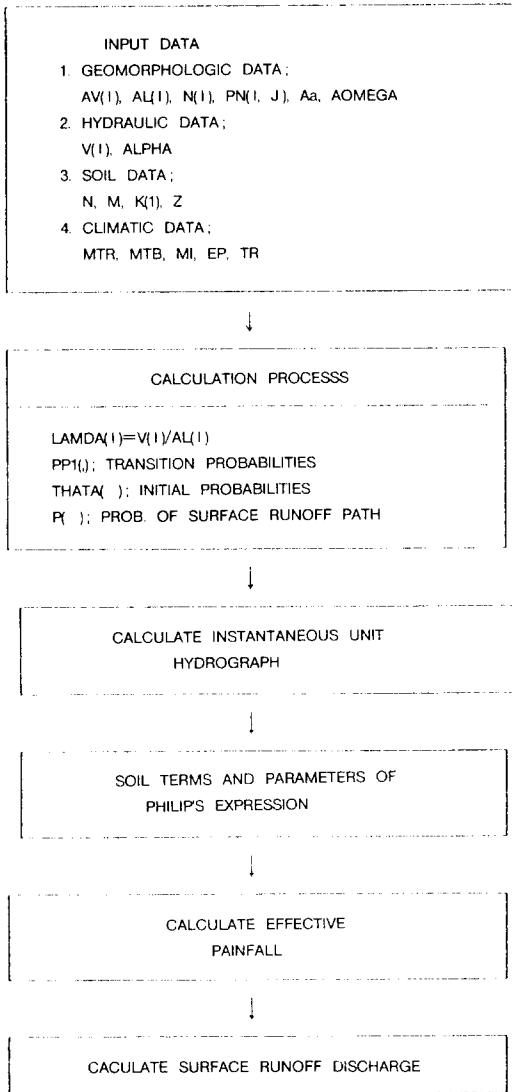 INPUT DATA
1. GEOMORPHOLOGIC DATA;
AV(I), AL(I), N(I), PN(I, J), Aa, AOMEGA
2. HYDRAULIC DATA;
V(I), ALPHA
3. SOIL DATA;
N, M, K(1), Z
4. CLIMATIC DATA;
MTR, MTB, MI, EP, TR
↓
CALCULATION PROCESSS
LAMDA(I)=V(I)/AL(I)
PP1(,); TRANSITION PROBABILITIES
THATA( ); INITIAL PROBABILITIES
P( ); PROB. OF SURFACE RUNOFF PATH
↓
CALCULATE INSTANTANEOUS UNIT
HYDROGRAPH
↓
SOIL TERMS AND PARAMETERS OF
PHILIP'S EXPRESSION
↓
CALCULATE EFFECTIVE
PAINFALL
↓
CACULATE SURFACE RUNOFF DISCHARGE